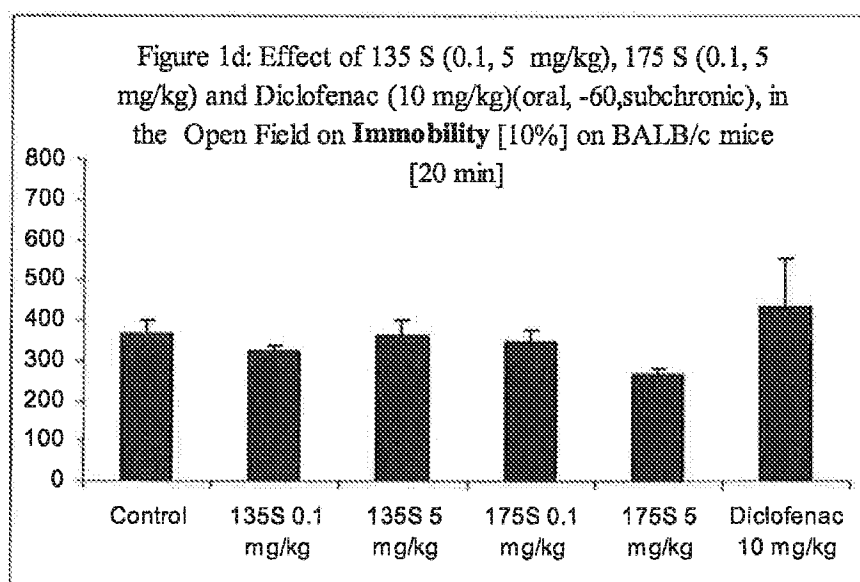 Figure 1d: Effect of 135 S (0.1, 5 mg/kg), 175 S (0.1, 5
mg/kg) and Diclofenac (10 mg/kg)(oral, -60,subchronic), in
the Open Field on Immobility [10%] on BALB/c mice
[20 min]
800
700
600
500
400
300
200
100
0
Control
135S 0.1
mg/kg
135S 5
mg/kg
175S 0.1
mg/kg
175S 5
mg/kg
Diclofenac
10 mg/kg